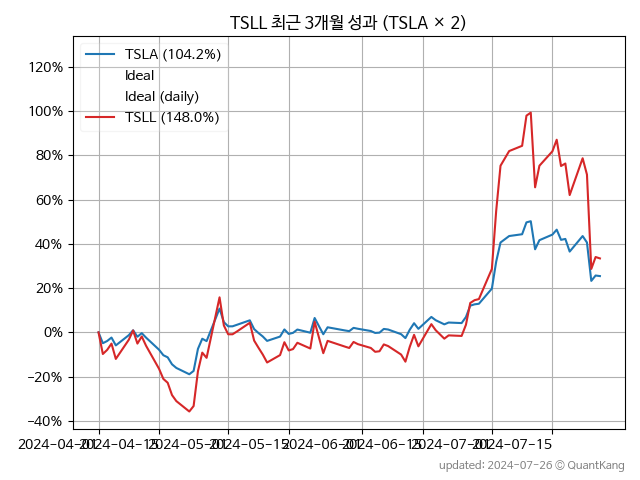 TSLL 최근 3개월 성과 (TSLA × 2)
TSLA (104.2%)
Ideal
Ideal (daily)
TSLL (148.0%)
120%
100%
80%
60%
40%
20%
0%
−20%
−40%
2024-04-01 2024-04-15 2024-05-01 2024-05-15 2024-06-01 2024-06-15 2024-07-01 2024-07-15
updated: 2024-07-26 © QuantKang